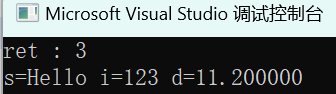 Microsoft Visual Studio 调试控制台
ret : 3
s=Hello i=123 d=11.200000